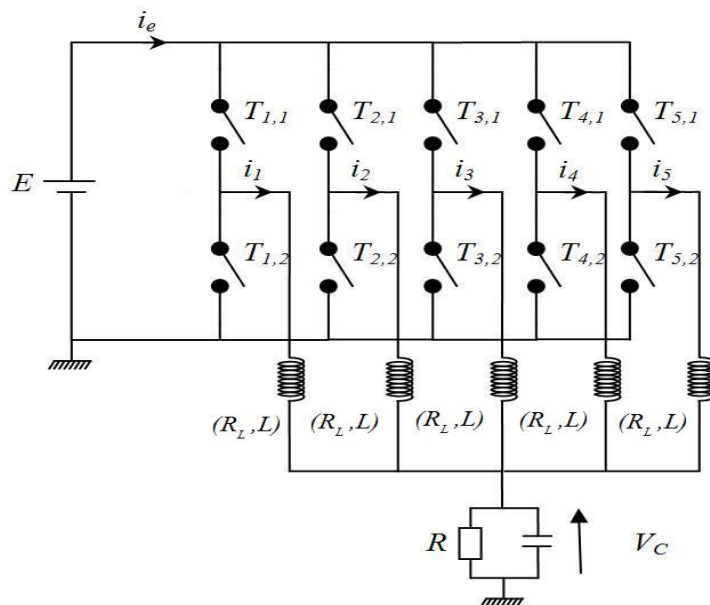 i_e
T_{1,1} T_{2,1} T_{3,1} T_{4,1} T_{5,1}
E i_1 i_2 i_3 i_4 i_5
T_{1,2} T_{2,2} T_{3,2} T_{4,2} T_{5,2}
(R_L,L) (R_L,L) (R_L,L) (R_L,L) (R_L,L)
R V_C